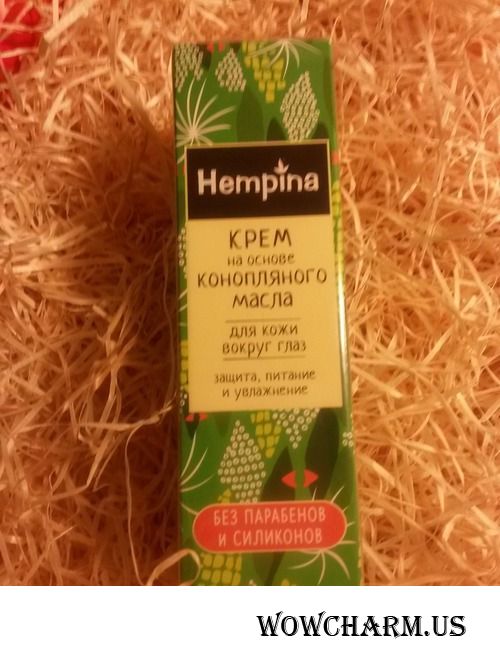 Hempina
КРЕМ
на основе
конопляного
масла
для кожи
вокруг глаз
защита, питание
и увлажнение
БЕЗ ПАРАБЕНОВ
И СИЛИКОНОВ
WOWCHARM.US